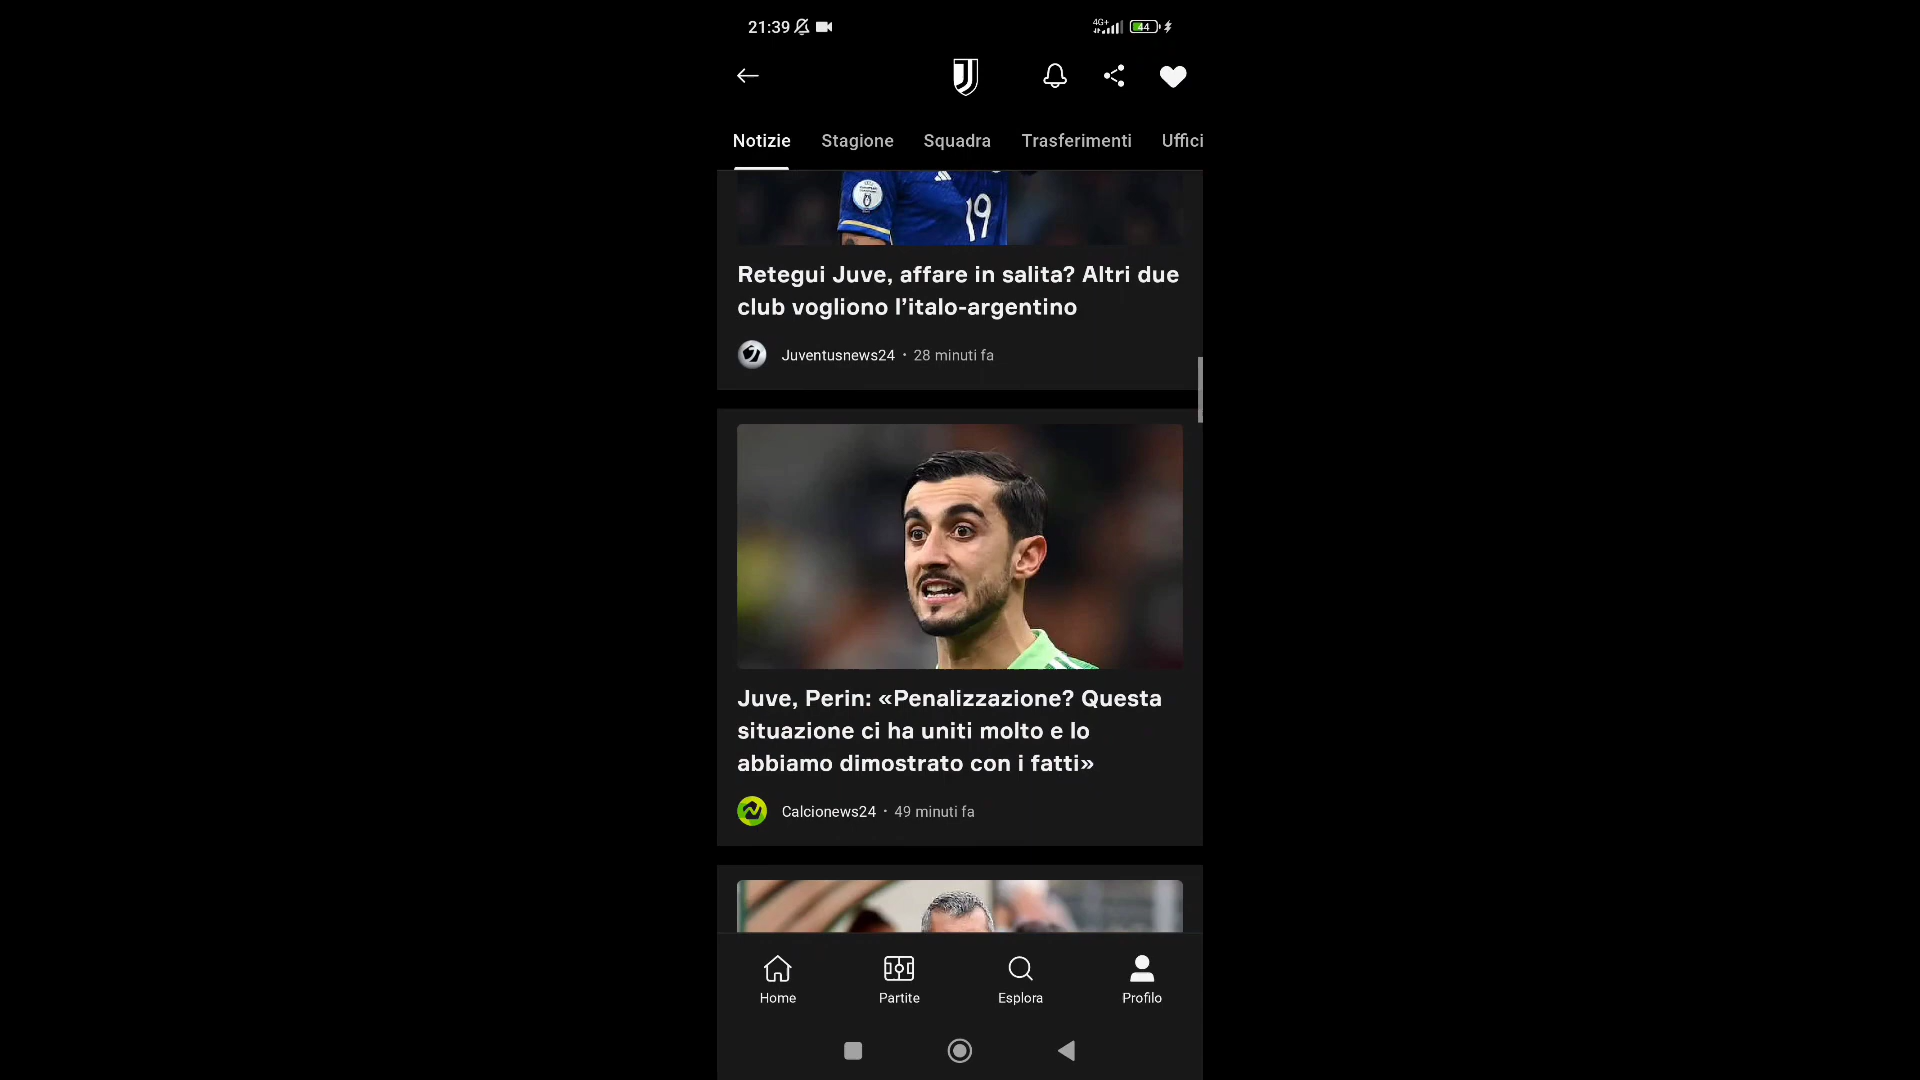 21:39
4G+
44
Notizie Stagione Squadra Trasferimenti Uffici
19
Retegui Juve, affare in salita? Altri due
club vogliono l’italo-argentino
Juventusnews24 • 28 minuti fa
Juve, Perin: «Penalizzazione? Questa
situazione ci ha uniti molto e lo
abbiamo dimostrato con i fatti»
Calcionews24 • 49 minuti fa
Home Partite Esplora Profilo